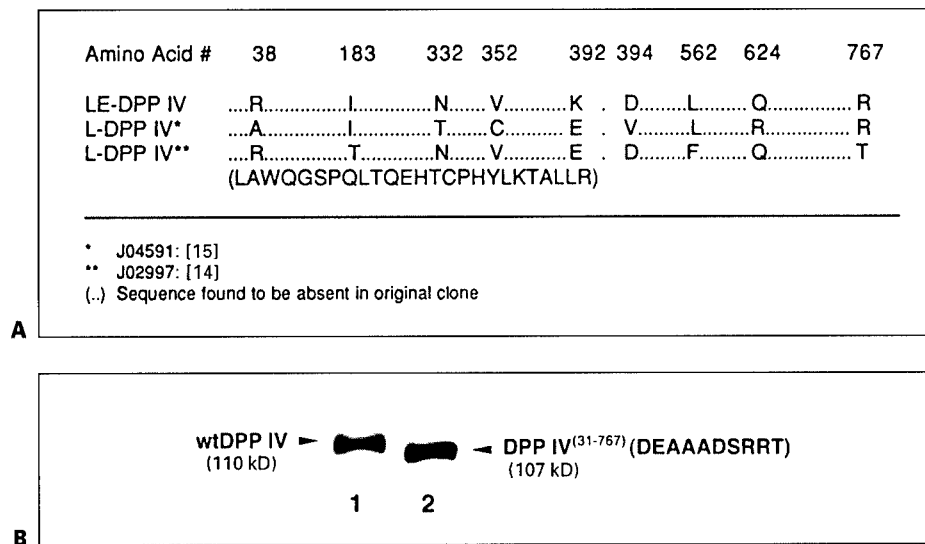 Amino Acid # 38 183 332 352 392 394 562 624 767
LE-DPP IV ....R..............I............N.......V..........K . D.........L........Q..............R
L-DPP IV* ....A..............I............T.......C..........E . V.........L........R..............R
L-DPP IV** ....R..............T............N.......V..........E . D.........F........Q..............T
(LAWQGSPQLTQEHTCPHYLKTALLR)
* J04591: [15]
** J02997: [14]
(..) Sequence found to be absent in original clone
A
wtDPP IV DPP IV(31-767) (DEAAADSRRT)
(110 kD) (107 kD)
1 2
B